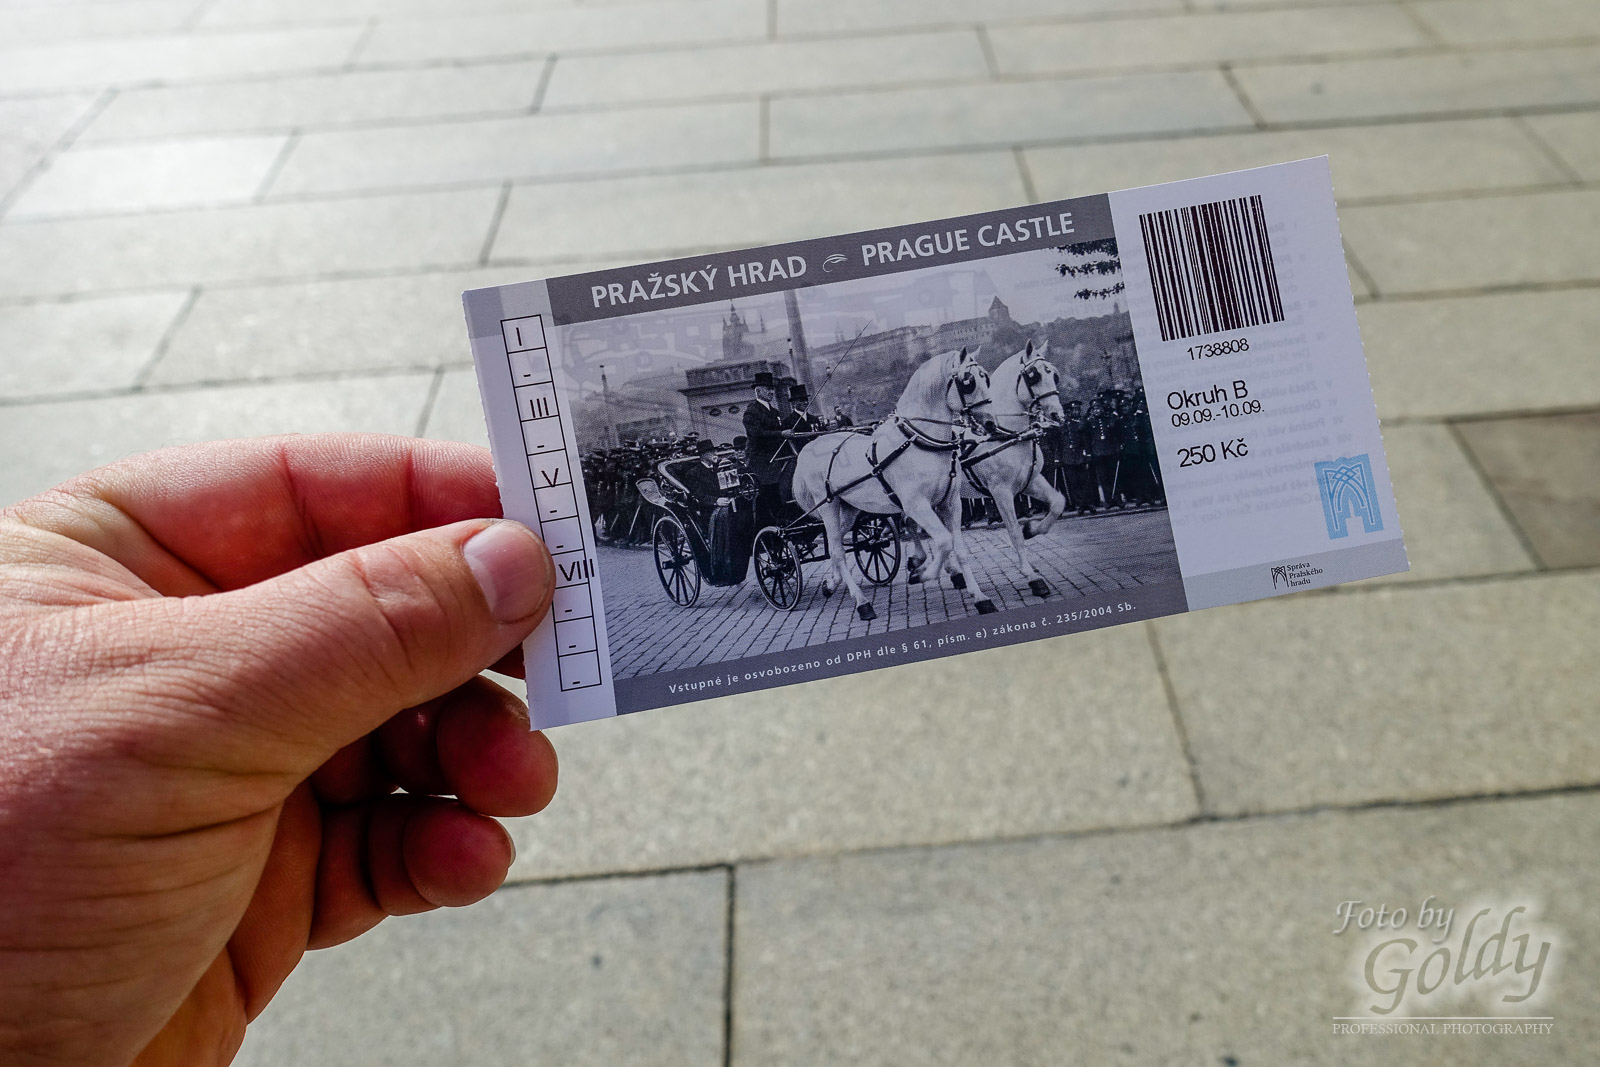 PRAŽSKÝ HRAD PRAGUE CASTLE
I
-
III
-
V
-
-
VIII
-
-
-
1738808
Okruh B
09.09.-10.09.
250 Kč
Správa
Pražského
hradu
Vstupné je osvobozeno od DPH dle § 61, písm. e) zákona č. 235/2004 Sb.
Foto by
Goldy
PROFESSIONAL PHOTOGRAPHY